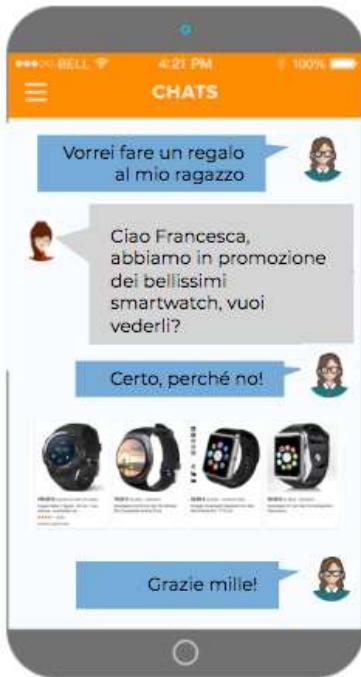 BELL 4:21 PM 100%
CHATS
Vorrei fare un regalo
al mio ragazzo
Ciao Francesca,
abbiamo in promozione
dei bellissimi
smartwatch, vuoi
vederli?
Certo, perché no!
Grazie mille!